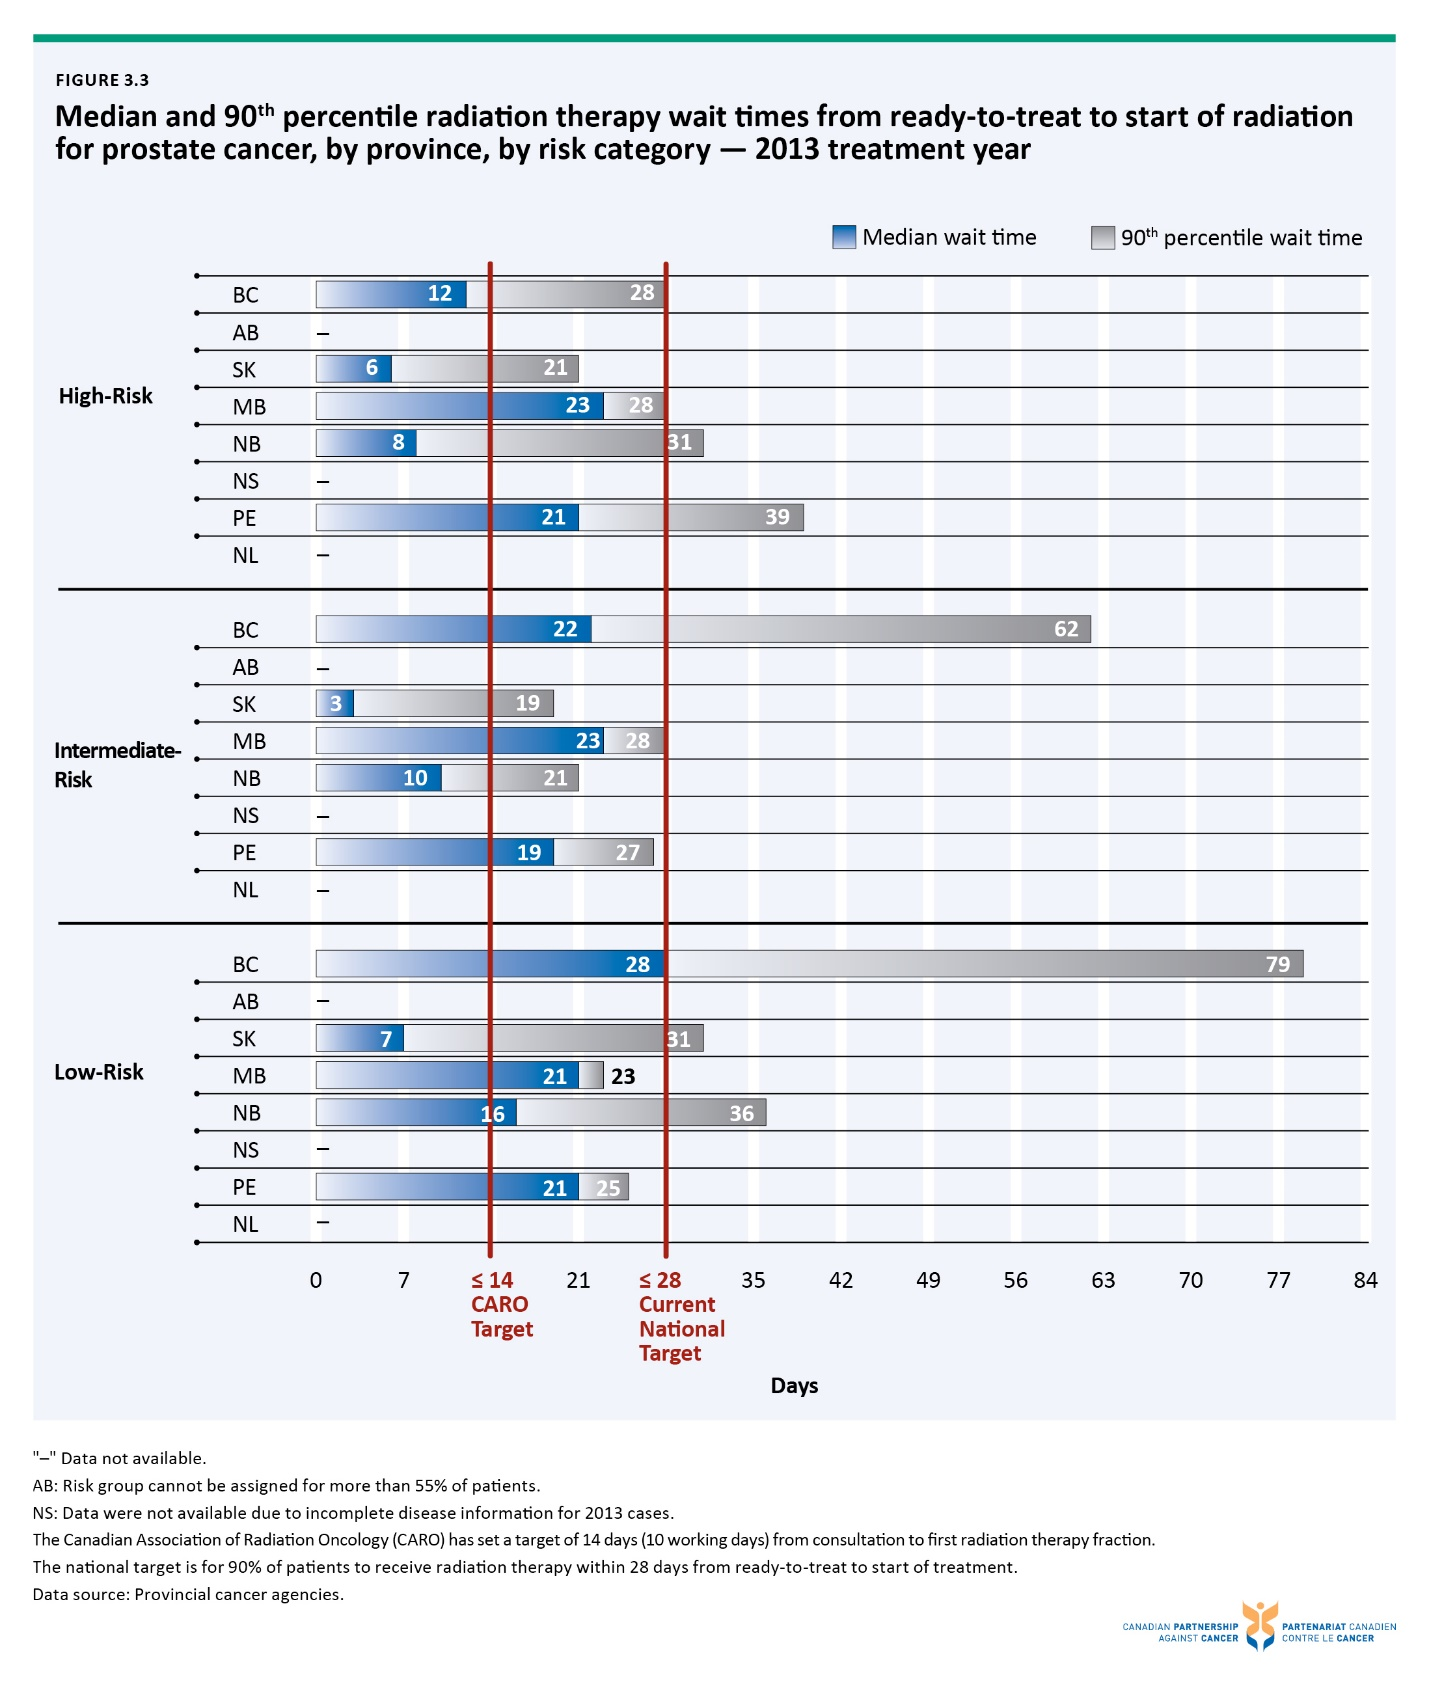 FIGURE 3.3
Median and 90th percentile radiation therapy wait times from ready-to-treat to start of radiation
for prostate cancer, by province, by risk category — 2013 treatment year
Median wait time 90th percentile wait time
High-Risk
BC 12 28
AB –
SK 6 21
MB 23 28
NB 8 31
NS –
PE 21 39
NL –
Intermediate-
Risk
BC 22 62
AB –
SK 3 19
MB 23 28
NB 10 21
NS –
PE 19 27
NL –
Low-Risk
BC 28 79
AB –
SK 7 31
MB 21 23
NB 16 36
NS –
PE 21 25
NL –
0 7 ≤ 14 21 ≤ 28 35 42 49 56 63 70 77 84
CARO Current
Target National
Target
Days
"–" Data not available.
AB: Risk group cannot be assigned for more than 55% of patients.
NS: Data were not available due to incomplete disease information for 2013 cases.
The Canadian Association of Radiation Oncology (CARO) has set a target of 14 days (10 working days) from consultation to first radiation therapy fraction.
The national target is for 90% of patients to receive radiation therapy within 28 days from ready-to-treat to start of treatment.
Data source: Provincial cancer agencies.
CANADIAN PARTNERSHIP PARTENARIAT CANADIEN
AGAINST CANCER CONTRE LE CANCER